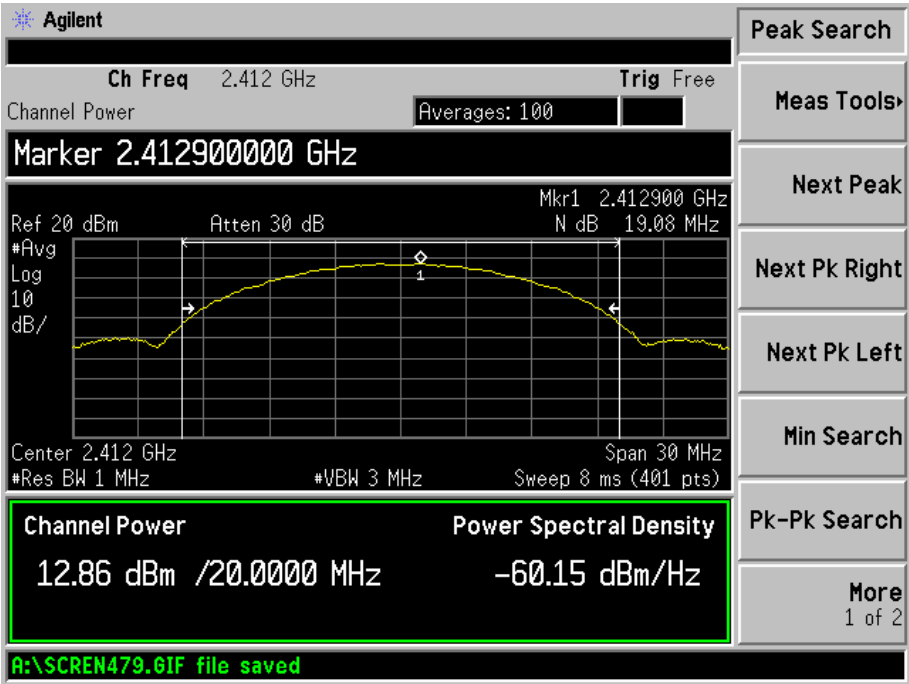 Agilent
Peak Search
Ch Freq 2.412 GHz Trig Free
Channel Power Averages: 100
Meas Tools
Marker 2.412900000 GHz
Next Peak
Mkr1 2.412900 GHz
Ref 20 dBm Atten 30 dB N dB 19.08 MHz
#Avg
Log
10
dB/
1
Next Pk Right
Next Pk Left
Min Search
Center 2.412 GHz Span 30 MHz
#Res BW 1 MHz #VBW 3 MHz Sweep 8 ms (401 pts)
Channel Power Power Spectral Density
Pk-Pk Search
12.86 dBm /20.0000 MHz -60.15 dBm/Hz
More
1 of 2
A:\SCREN479.GIF file saved